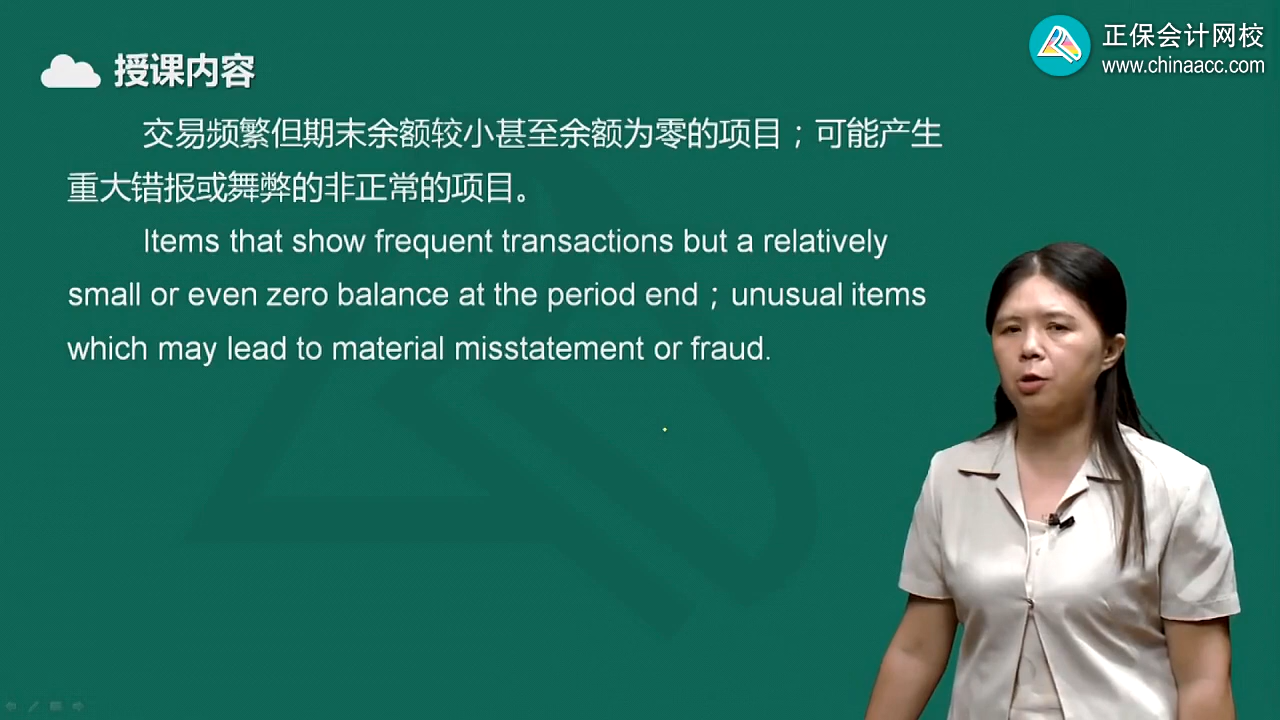 授课内容
正保会计网校
www.chinaacc.com
交易频繁但期末余额较小甚至余额为零的项目；可能产生
重大错报或舞弊的非正常的项目。
Items that show frequent transactions but a relatively
small or even zero balance at the period end；unusual items
which may lead to material misstatement or fraud.